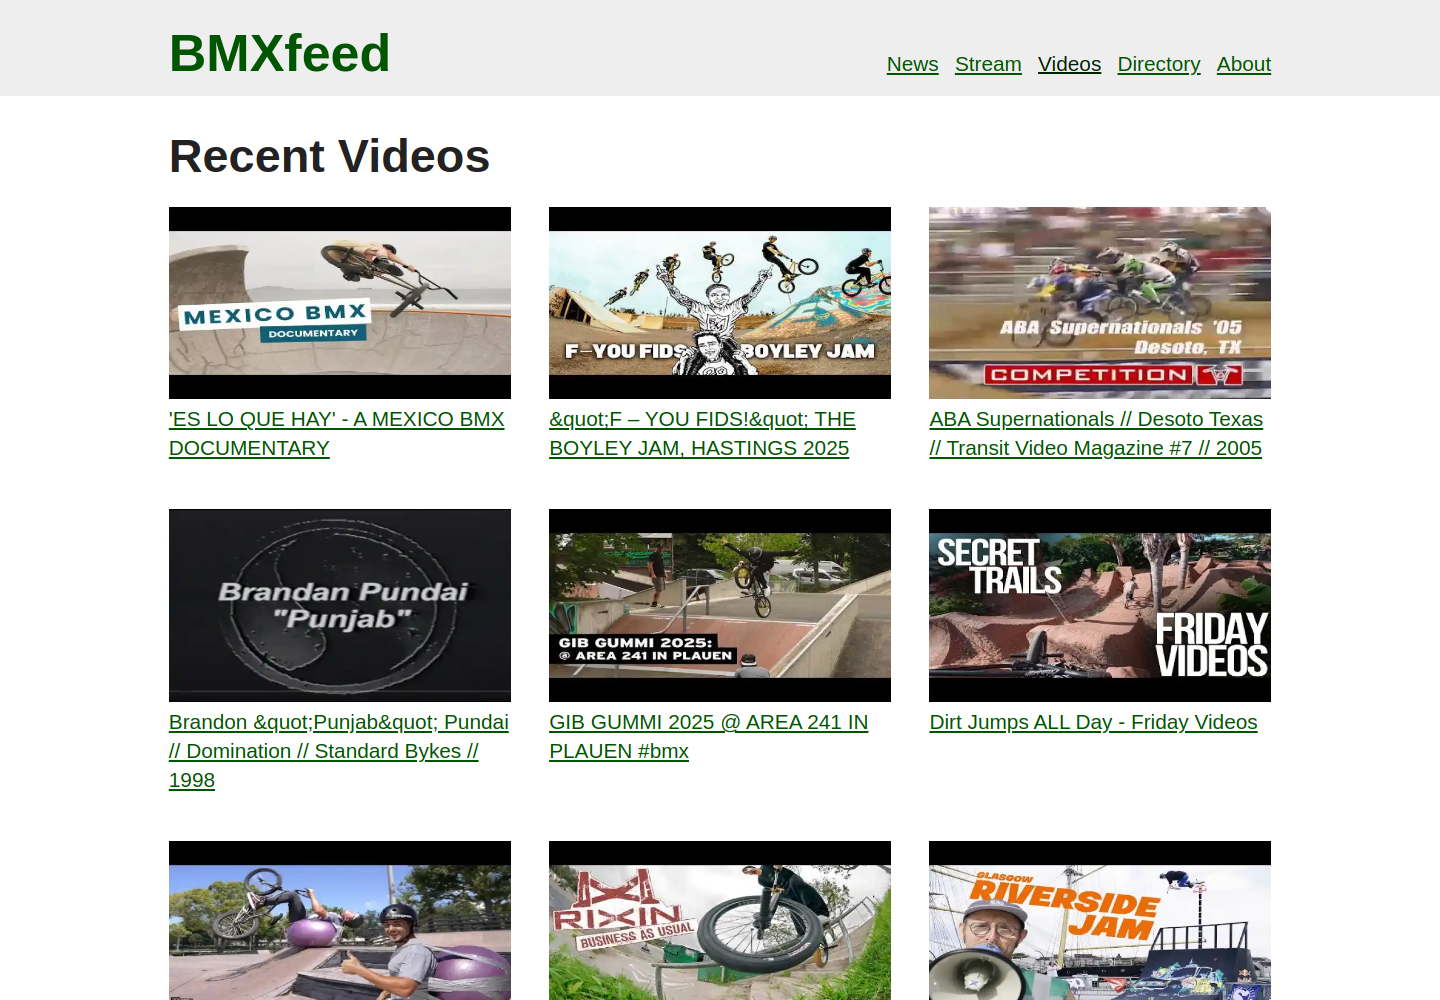 BMXfeed
News Stream Videos Directory About
Recent Videos
MEXICO BMX
DOCUMENTARY
F–YOU FIDS BOYLEY JAM
ABA Supernationals '05
Desoto, TX
COMPETITION
'ES LO QUE HAY' - A MEXICO BMX
DOCUMENTARY
&quot;F – YOU FIDS!&quot; THE
BOYLEY JAM, HASTINGS 2025
ABA Supernationals // Desoto Texas
// Transit Video Magazine #7 // 2005
Brandan Pundai
"Punjab"
GIB GUMMI 2025:
@ AREA 241 IN PLAUEN
SECRET
TRAILS
FRIDAY
VIDEOS
Brandon &quot;Punjab&quot; Pundai
// Domination // Standard Bykes //
1998
GIB GUMMI 2025 @ AREA 241 IN
PLAUEN #bmx
Dirt Jumps ALL Day - Friday Videos
RIXIN
BUSINESS AS USUAL
GLASGOW
RIVERSIDE
JAM